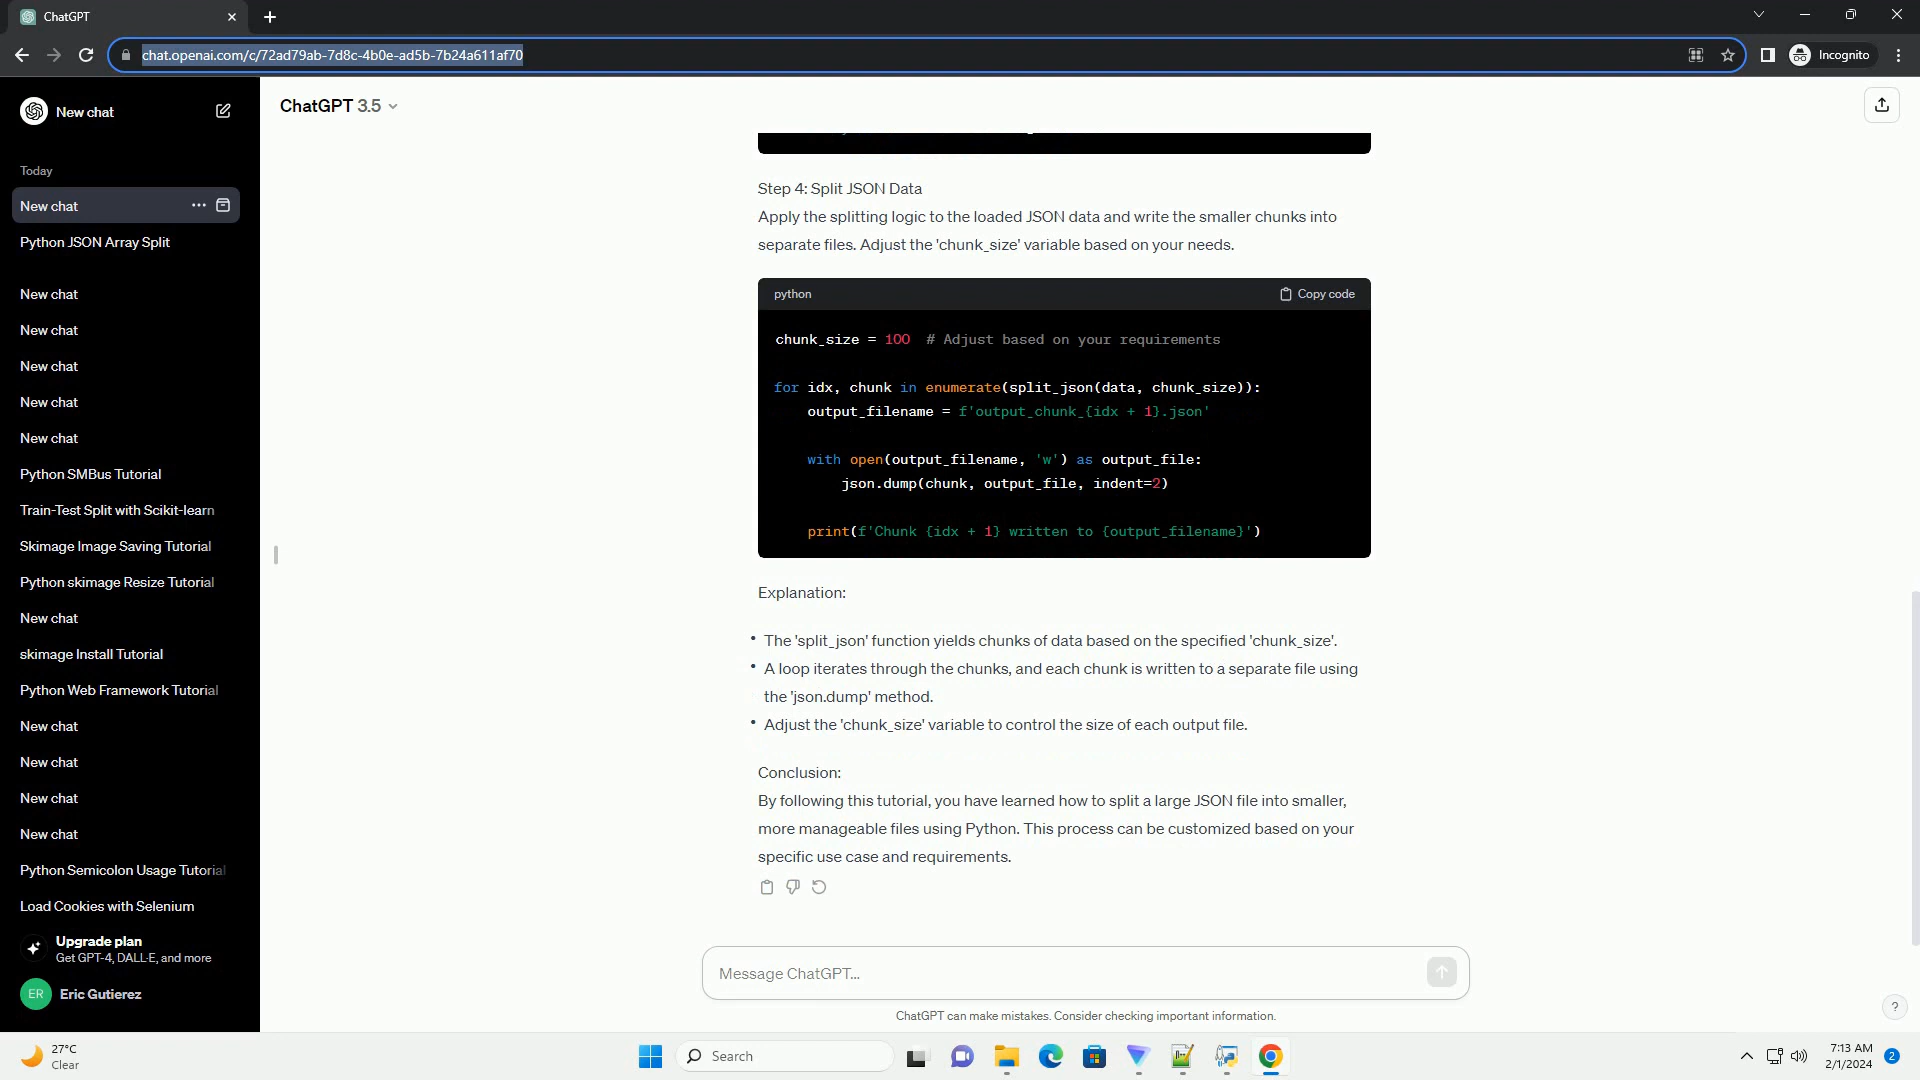 ChatGPT
chat.openai.com/c/72ad79ab-7d8c-4b0e-ad5b-7b24a611af70
Incognito
New chat
Today
New chat
Python JSON Array Split
New chat
New chat
New chat
New chat
New chat
Python SMBus Tutorial
Train-Test Split with Scikit-learn
Skimage Image Saving Tutorial
Python skimage Resize Tutorial
New chat
skimage Install Tutorial
Python Web Framework Tutorial
New chat
New chat
New chat
New chat
Python Semicolon Usage Tutorial
Load Cookies with Selenium
Upgrade plan
Get GPT-4, DALL·E, and more
ER Eric Gutierez
ChatGPT 3.5
Step 4: Split JSON Data
Apply the splitting logic to the loaded JSON data and write the smaller chunks into
separate files. Adjust the 'chunk_size' variable based on your needs.
python Copy code
chunk_size = 100  # Adjust based on your requirements
for idx, chunk in enumerate(split_json(data, chunk_size)):
    output_filename = f'output_chunk_{idx + 1}.json'
    with open(output_filename, 'w') as output_file:
        json.dump(chunk, output_file, indent=2)
    print(f'Chunk {idx + 1} written to {output_filename}')
Explanation:
• The 'split_json' function yields chunks of data based on the specified 'chunk_size'.
• A loop iterates through the chunks, and each chunk is written to a separate file using
the 'json.dump' method.
• Adjust the 'chunk_size' variable to control the size of each output file.
Conclusion:
By following this tutorial, you have learned how to split a large JSON file into smaller,
more manageable files using Python. This process can be customized based on your
specific use case and requirements.
Message ChatGPT...
ChatGPT can make mistakes. Consider checking important information.
?
27°C
Clear
Search
7:13 AM
2/1/2024
2